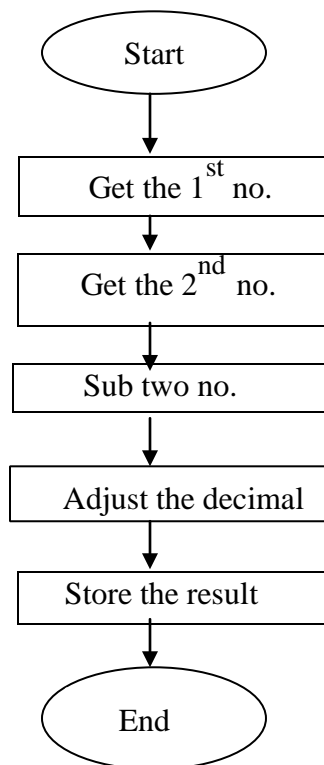 Start
Get the 1st no.
Get the 2nd no.
Sub two no.
Adjust the decimal
Store the result
End